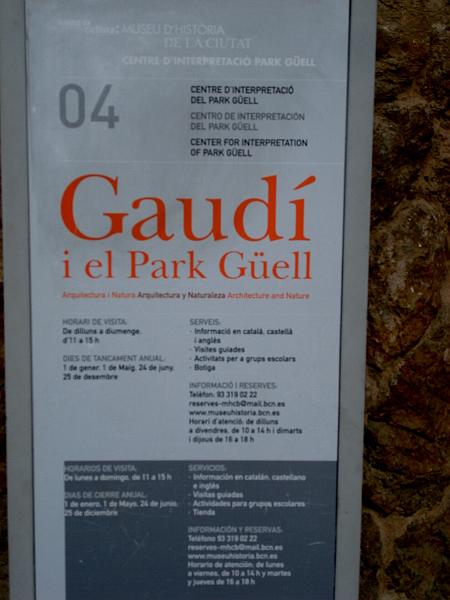 cultura: MUSEU D'HISTÒRIA
DE LA CIUTAT
CENTRE D'INTERPRETACIÓ PARK GÜELL
04
CENTRE D'INTERPRETACIÓ
DEL PARK GÜELL
CENTRO DE INTERPRETACIÓN
DEL PARK GÜELL
CENTER FOR INTERPRETATION
OF PARK GÜELL
Gaudí
i el Park Güell
Arquitectura i Natura Arquitectura y Naturaleza Architecture and Nature
HORARI DE VISITA:
De dilluns a diumenge,
d'11 a 15 h
DIES DE TANCAMENT ANUAL:
1 de gener, 1 de Maig, 24 de juny,
25 de desembre
SERVEIS:
· Informació en català, castellà
i anglès
· Visites guiades
· Activitats per a grups escolars
· Botiga
INFORMACIÓ I RESERVES:
Telèfon: 93 319 02 22
reserves-mhcb@mail.bcn.es
www.museuhistoria.bcn.es
Horari d'atenció: de dilluns
a divendres, de 10 a 14 h i dimarts
i dijous de 16 a 18 h
HORARIOS DE VISITA:
De lunes a domingo, de 11 a 15 h
DIAS DE CIERRE ANUAL:
1 de enero, 1 de Mayo, 24 de junio,
25 de diciembre
SERVICIOS:
· Información en catalán, castellano
e inglés
· Visitas guiadas
· Actividades para grupos escolares
· Tienda
INFORMACIÓN Y RESERVAS:
Teléfono 93 319 02 22
reserves-mhcb@mail.bcn.es
www.museuhistoria.bcn.es
Horario de atención: de lunes
a viernes, de 10 a 14 h y martes
y jueves de 16 a 18 h